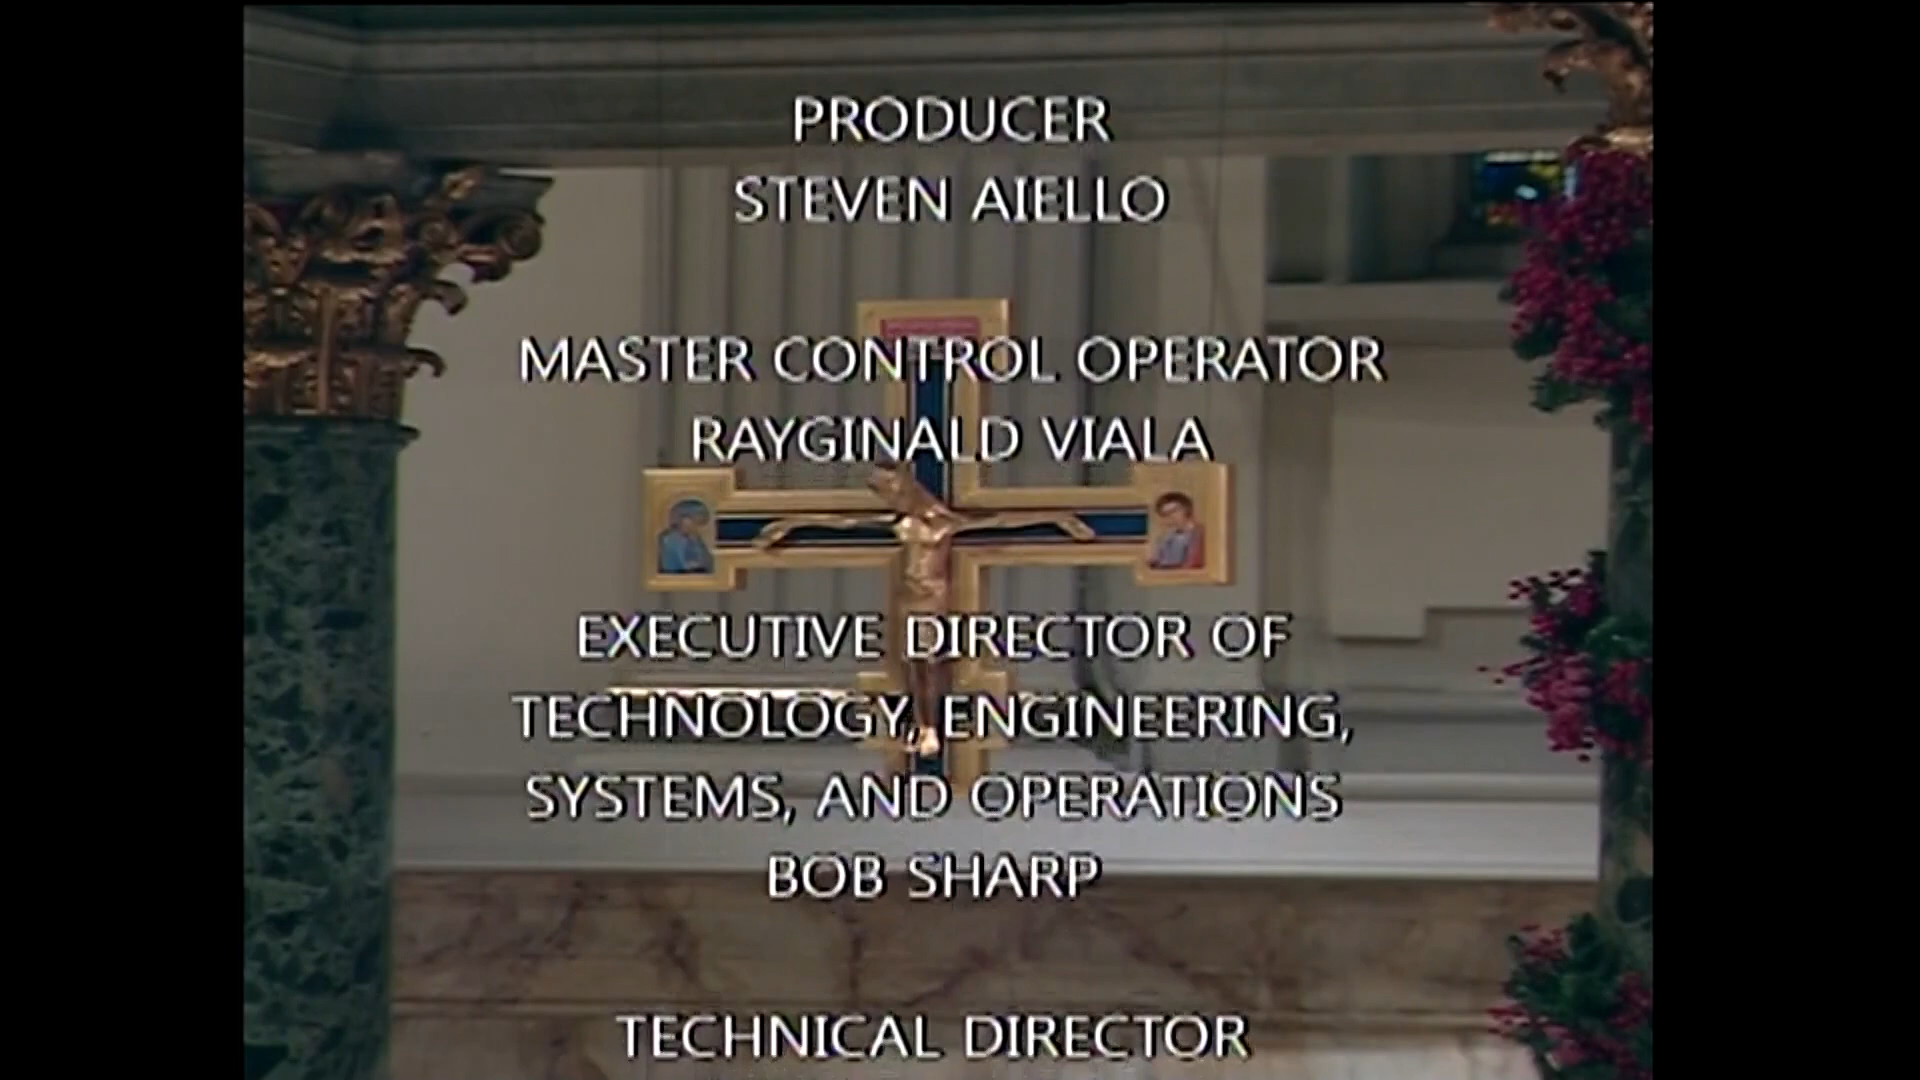 PRODUCER
STEVEN AIELLO
MASTER CONTROL OPERATOR
RAYGINALD VIALA
EXECUTIVE DIRECTOR OF
TECHNOLOGY, ENGINEERING,
SYSTEMS, AND OPERATIONS
BOB SHARP
TECHNICAL DIRECTOR